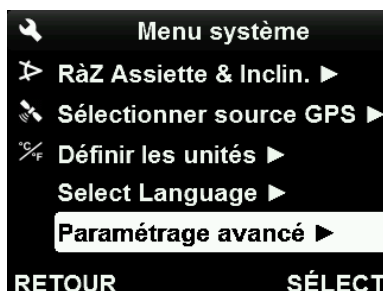 Menu système
RàZ Assiette & Inclin. ►
Sélectionner source GPS ►
°C/°F Définir les unités ►
Select Language ►
Paramétrage avancé ►
RETOUR SÉLECT